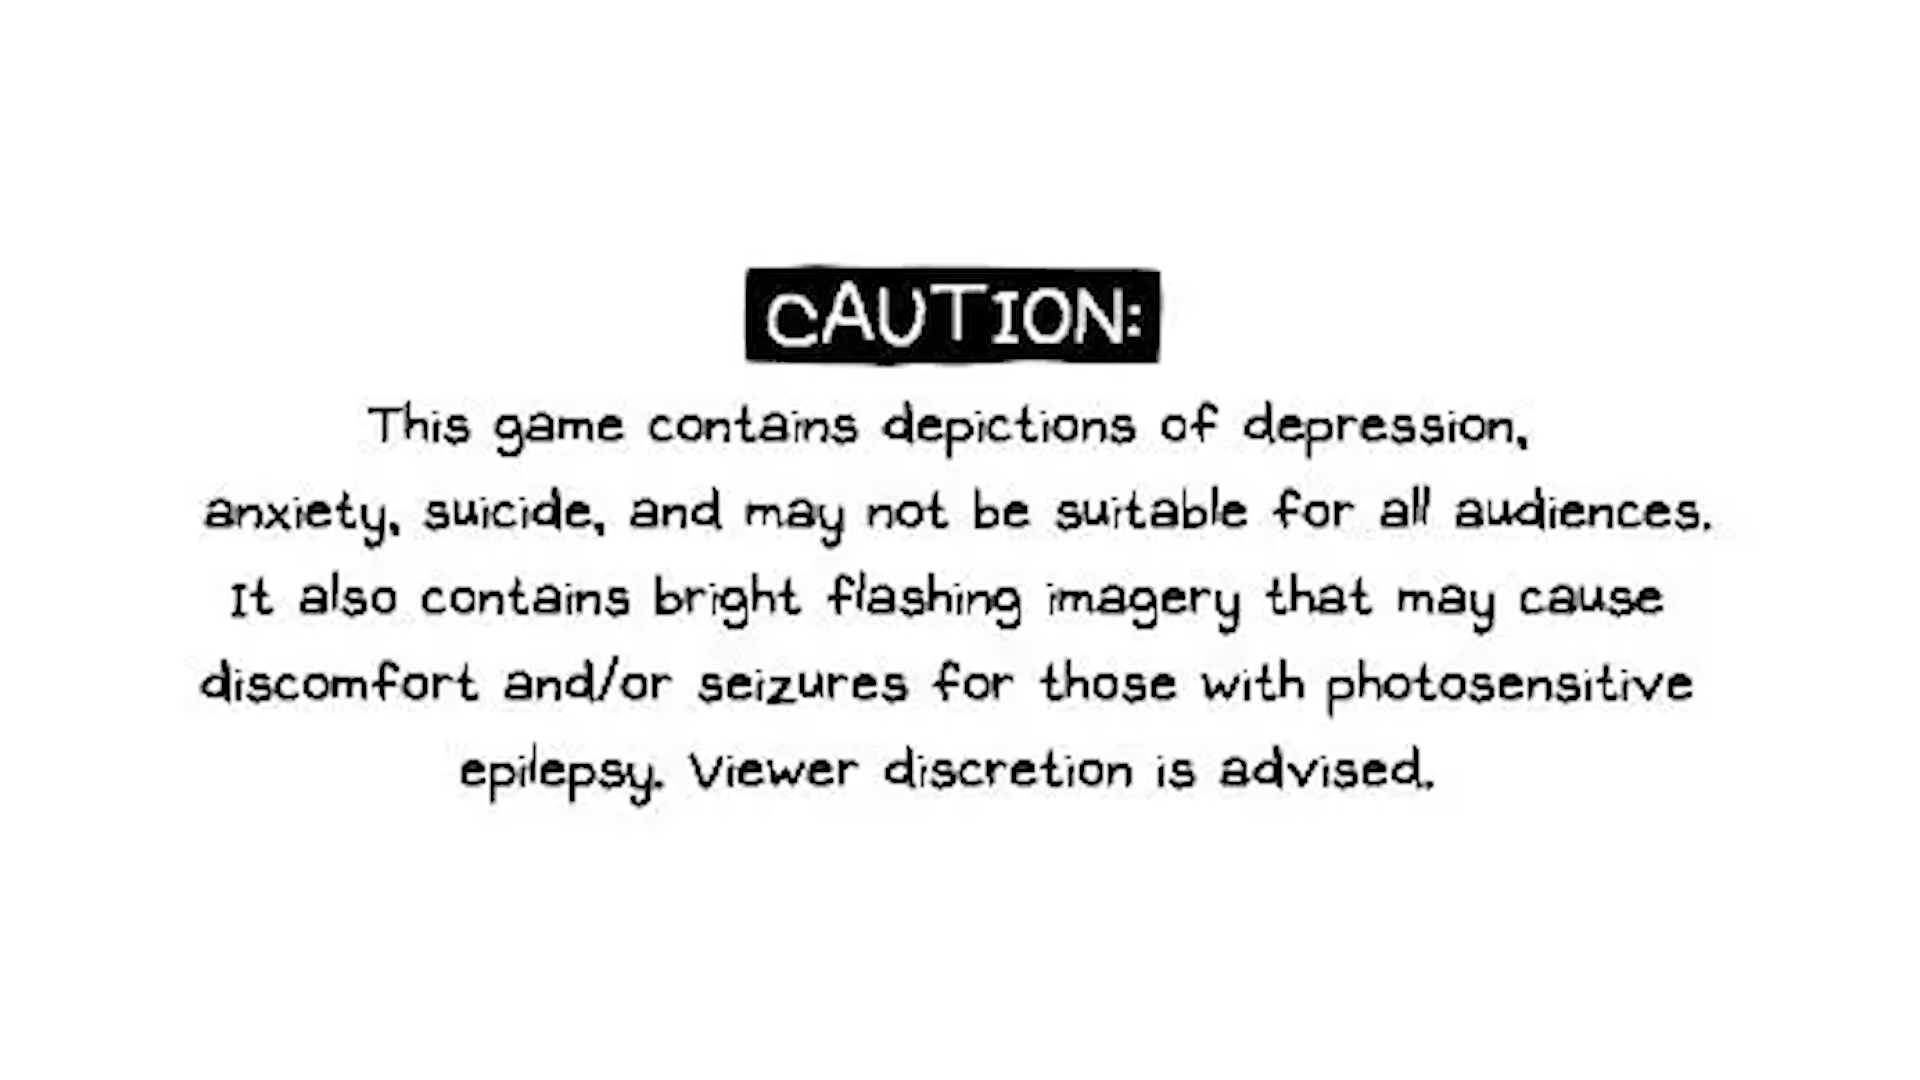 CAUTION:
This game contains depictions of depression,
anxiety, suicide, and may not be suitable for all audiences.
It also contains bright flashing imagery that may cause
discomfort and/or seizures for those with photosensitive
epilepsy. Viewer discretion is advised.